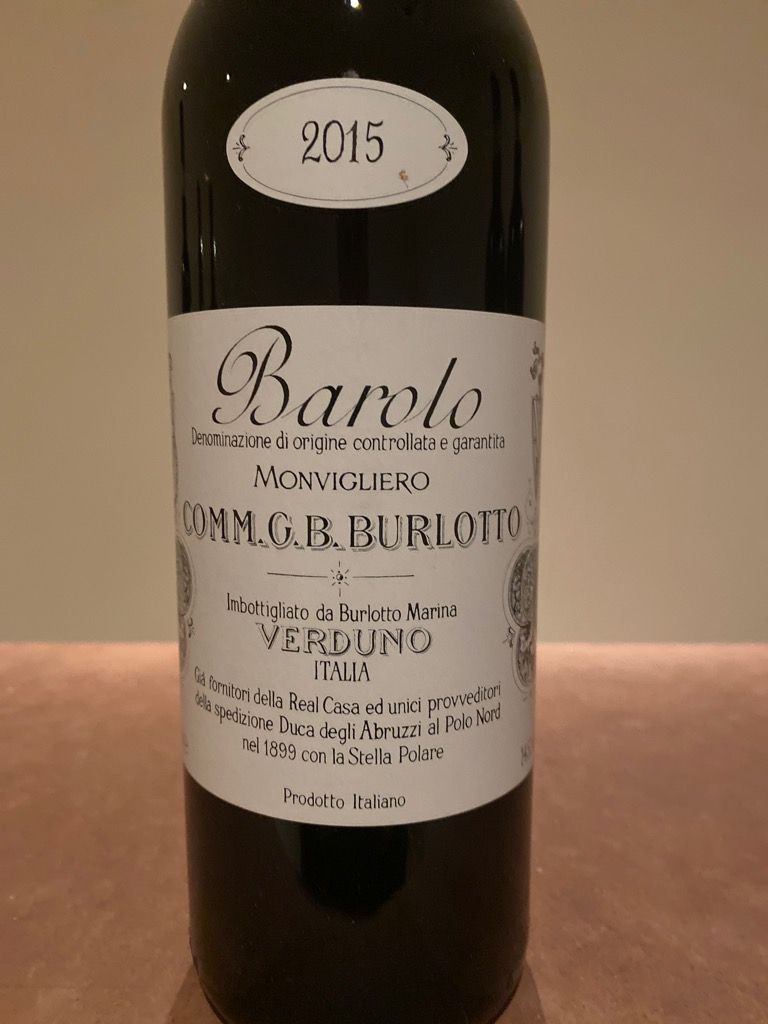 2015
Barolo
Denominazione di origine controllata e garantita
MONVIGLIERO
COMM. G. B. BURLOTTO
Imbottigliato da Burlotto Marina
VERDUNO
ITALIA
Già fornitori della Real Casa ed unici provveditori
della spedizione Duca degli Abruzzi al Polo Nord
nel 1899 con la Stella Polare
Prodotto Italiano